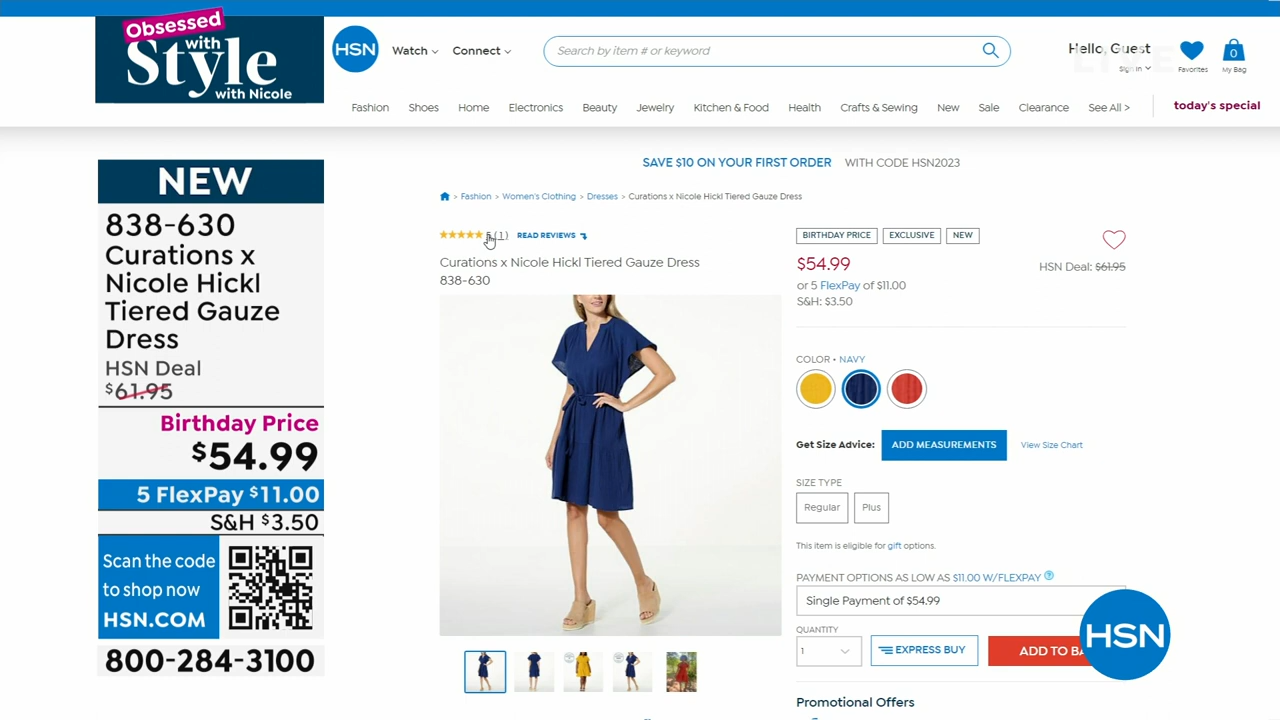 Obsessed
with
Style
with Nicole
HSN
Watch
Connect
Search by item # or keyword
Hello, Guest
Sign In
LIVE
Favorites
0
My Bag
Fashion
Shoes
Home
Electronics
Beauty
Jewelry
Kitchen & Food
Health
Crafts & Sewing
New
Sale
Clearance
See All >
today's special
NEW
838-630
Curations x
Nicole Hickl
Tiered Gauze
Dress
HSN Deal
$61.95
Birthday Price
$54.99
5 FlexPay $11.00
S&H $3.50
Scan the code
to shop now
HSN.COM
800-284-3100
SAVE $10 ON YOUR FIRST ORDER WITH CODE HSN2023
> Fashion > Women's Clothing > Dresses > Curations x Nicole Hickl Tiered Gauze Dress
(1) READ REVIEWS
Curations x Nicole Hickl Tiered Gauze Dress
838-630
BIRTHDAY PRICE
EXCLUSIVE
NEW
$54.99
HSN Deal: $61.95
or 5 FlexPay of $11.00
S&H: $3.50
COLOR • NAVY
Get Size Advice:
ADD MEASUREMENTS
View Size Chart
SIZE TYPE
Regular
Plus
This item is eligible for gift options.
PAYMENT OPTIONS AS LOW AS $11.00 W/FLEXPAY ?
Single Payment of $54.99
QUANTITY
1
EXPRESS BUY
ADD TO BA
HSN
Promotional Offers